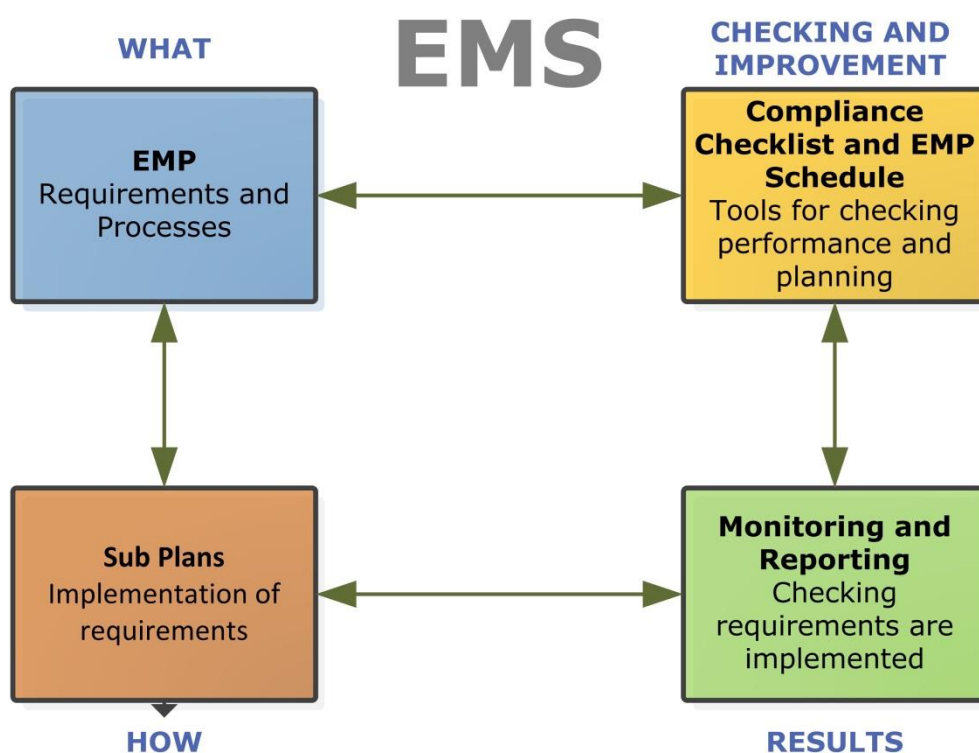 WHAT
EMS
CHECKING AND
IMPROVEMENT
EMP
Requirements and
Processes
Compliance
Checklist and EMP
Schedule
Tools for checking
performance and
planning
Sub Plans
Implementation of
requirements
Monitoring and
Reporting
Checking
requirements are
implemented
HOW
RESULTS